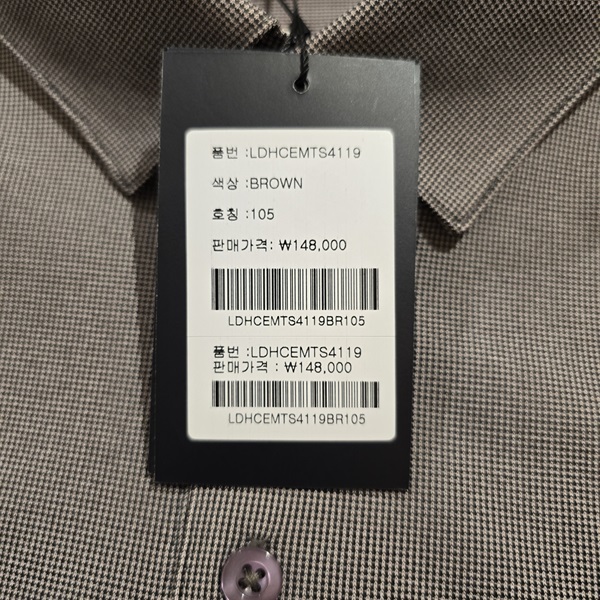 품번 :LDHCEMTS4119
색상 :BROWN
호칭 :105
판매가격: ₩148,000
LDHCEMTS4119BR105
품번 :LDHCEMTS4119
판매가격 : ₩148,000
LDHCEMTS4119BR105